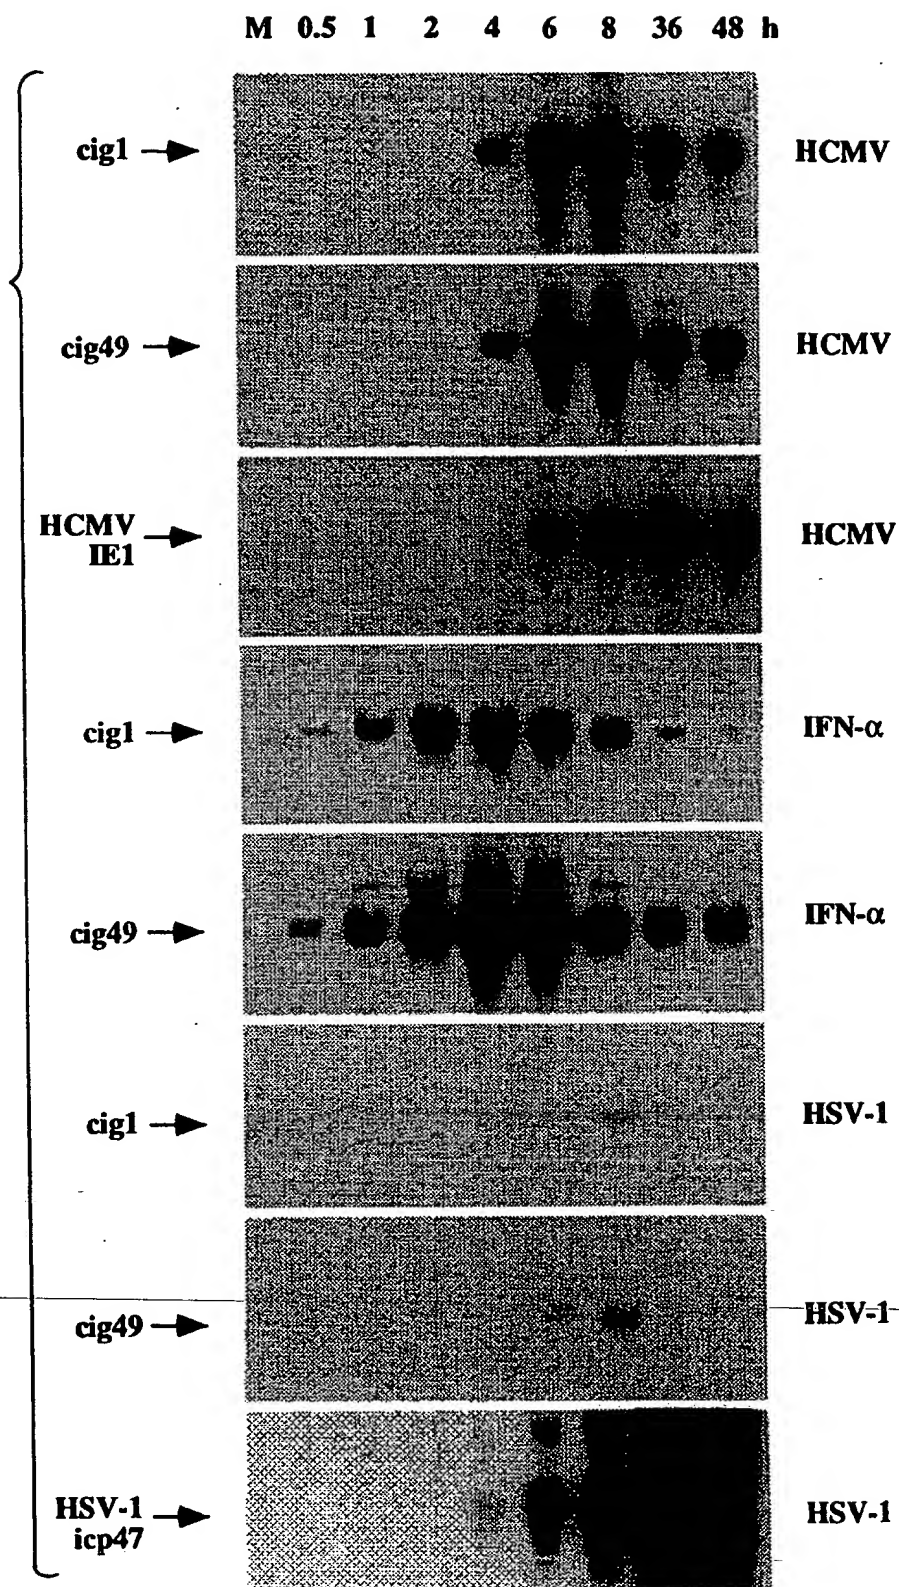 M 0.5 1 2 4 6 8 36 48 h
cig1 HCMV
cig49 HCMV
HCMV
IE1 HCMV
cig1 IFN-α
cig49 IFN-α
cig1 HSV-1
cig49 HSV-1
HSV-1
icp47 HSV-1